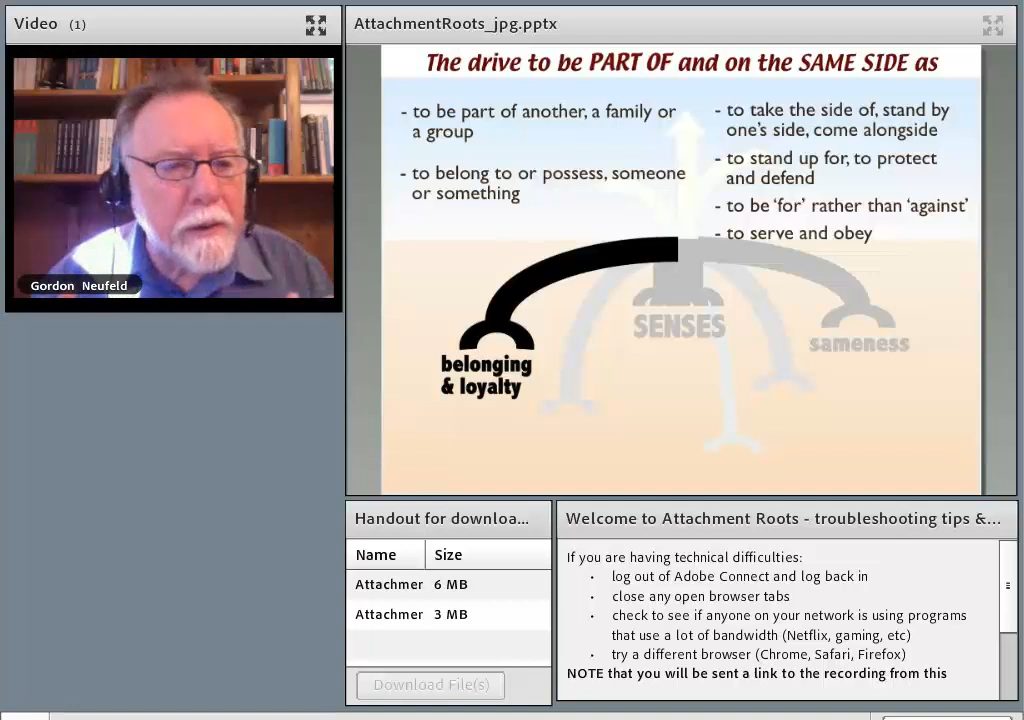 Video (1)
Gordon Neufeld
AttachmentRoots_jpg.pptx
The drive to be PART OF and on the SAME SIDE as
- to be part of another, a family or
a group
- to belong to or possess, someone
or something
- to take the side of, stand by
one's side, come alongside
- to stand up for, to protect
and defend
- to be 'for' rather than 'against'
- to serve and obey
SENSES
sameness
belonging
& loyalty
Handout for downloa...
Name Size
Attachmer 6 MB
Attachmer 3 MB
Download File(s)
Welcome to Attachment Roots - troubleshooting tips &...
If you are having technical difficulties:
• log out of Adobe Connect and log back in
• close any open browser tabs
• check to see if anyone on your network is using programs
that use a lot of bandwidth (Netflix, gaming, etc)
• try a different browser (Chrome, Safari, Firefox)
NOTE that you will be sent a link to the recording from this